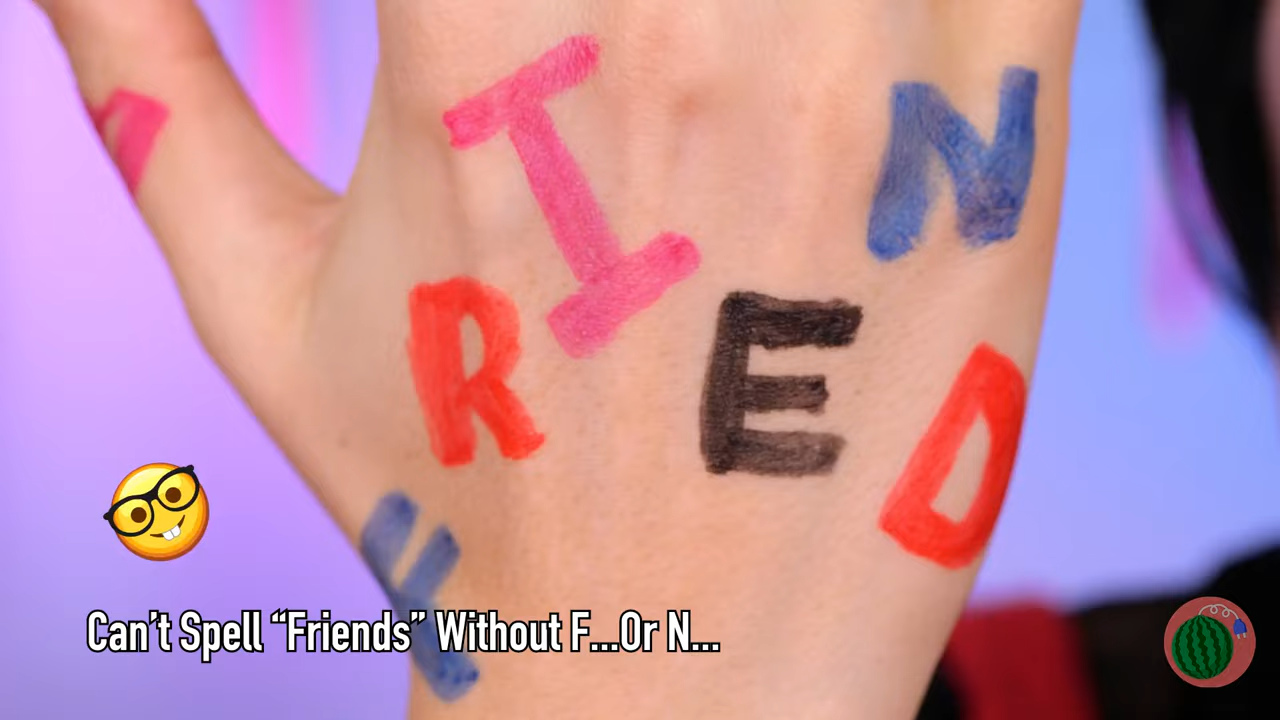 F
R
I
E
N
D
Can't Spell “Friends” Without F...Or N...